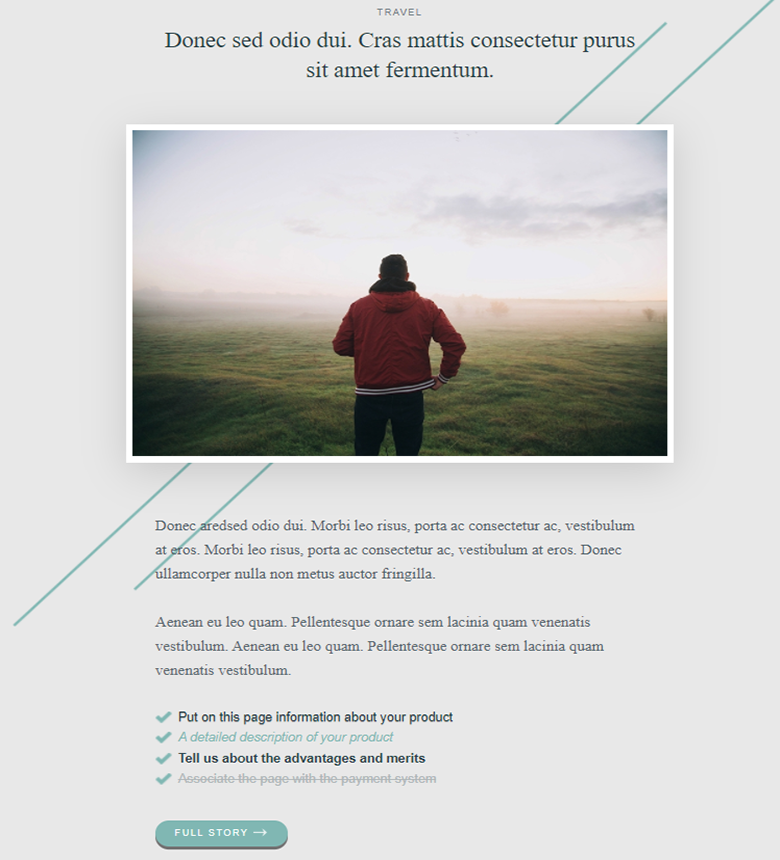 TRAVEL
Donec sed odio dui. Cras mattis consectetur purus
sit amet fermentum.
Donec aredsed odio dui. Morbi leo risus, porta ac consectetur ac, vestibulum
at eros. Morbi leo risus, porta ac consectetur ac, vestibulum at eros. Donec
ullamcorper nulla non metus auctor fringilla.
Aenean eu leo quam. Pellentesque ornare sem lacinia quam venenatis
vestibulum. Aenean eu leo quam. Pellentesque ornare sem lacinia quam
venenatis vestibulum.
Put on this page information about your product
A detailed description of your product
Tell us about the advantages and merits
Associate the page with the payment system
FULL STORY →